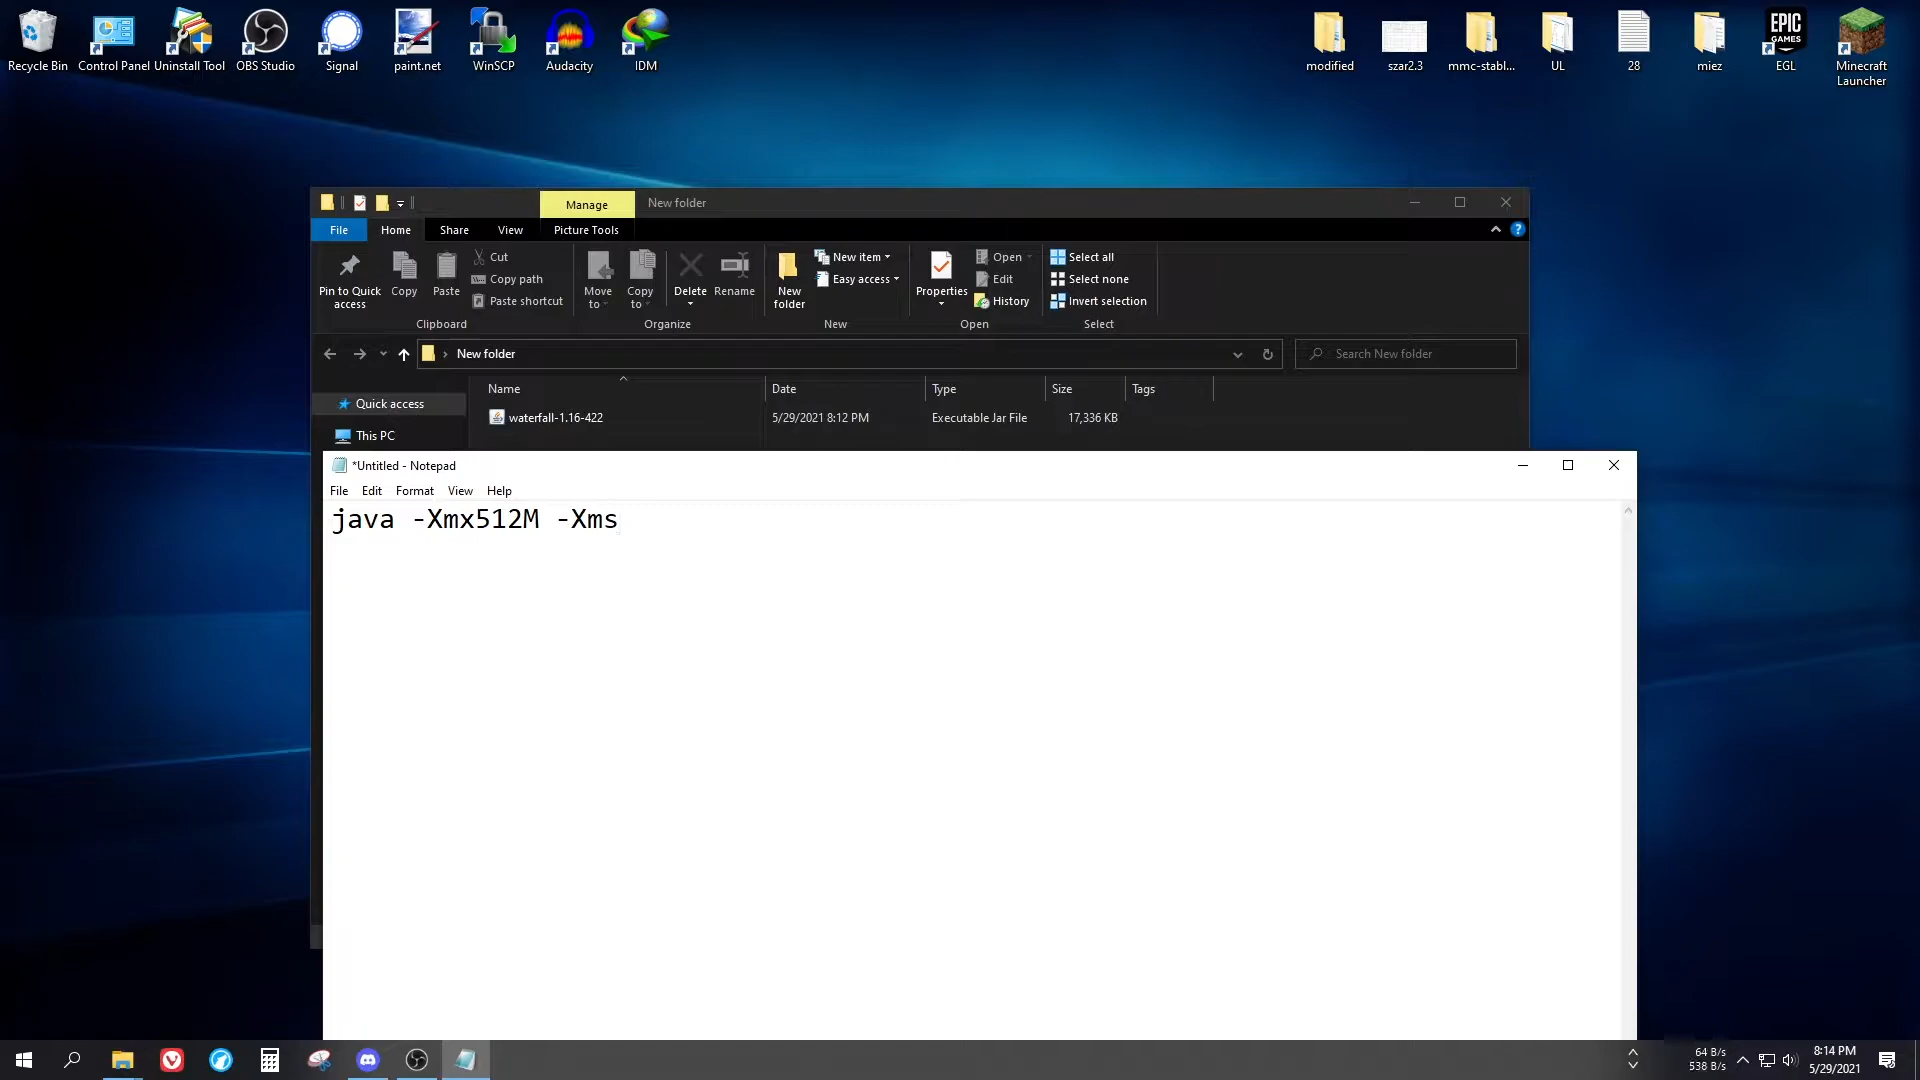 Recycle Bin
Control Panel
Uninstall Tool
OBS Studio
Signal
paint.net
WinSCP
Audacity
IDM
modified
szar2.3
mmc-stabl...
UL
28
miez
EPIC
GAMES
EGL
Minecraft
Launcher
Manage
New folder
File
Home
Share
View
Picture Tools
?
Pin to Quick
access
Copy
Paste
Cut
Copy path
Paste shortcut
Clipboard
Move
to
Copy
to
Delete
Rename
Organize
New
folder
New item
Easy access
New
Properties
Open
Edit
History
Open
Select all
Select none
Invert selection
Select
New folder
Search New folder
Name
Date
Type
Size
Tags
Quick access
This PC
waterfall-1.16-422
5/29/2021 8:12 PM
Executable Jar File
17,336 KB
*Untitled - Notepad
File
Edit
Format
View
Help
java -Xmx512M -Xms
64 B/s
538 B/s
8:14 PM
5/29/2021